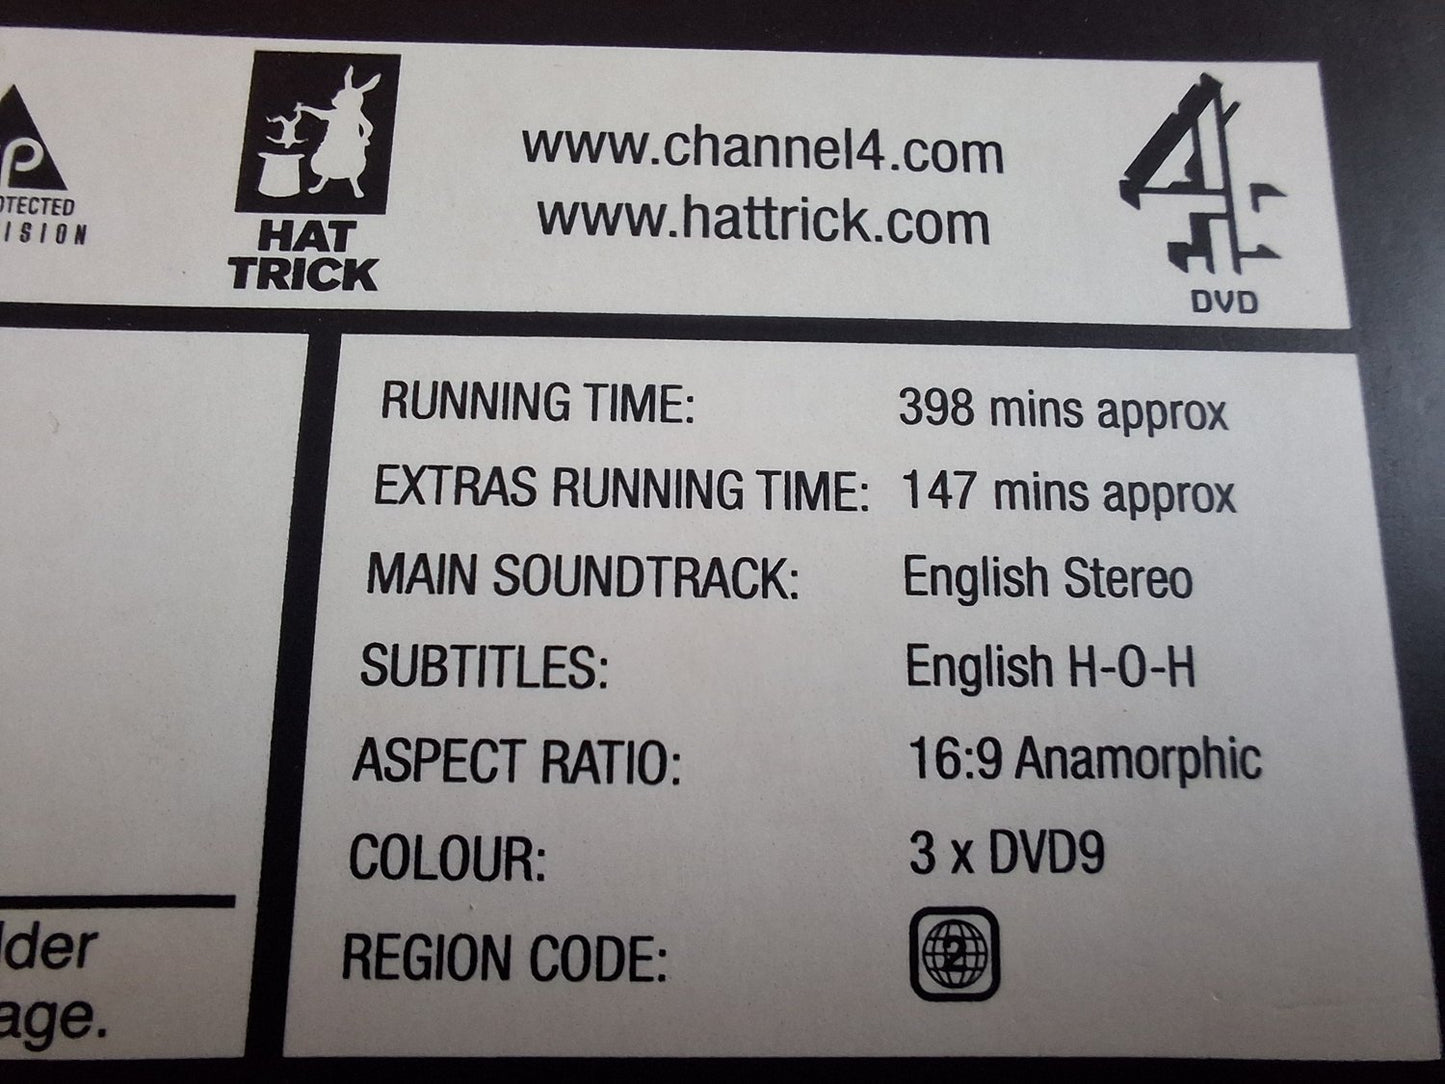 P
OTECTED
ISION
HAT
TRICK
www.channel4.com
www.hattrick.com
4
DVD
RUNNING TIME: 398 mins approx
EXTRAS RUNNING TIME: 147 mins approx
MAIN SOUNDTRACK: English Stereo
SUBTITLES: English H-O-H
ASPECT RATIO: 16:9 Anamorphic
COLOUR: 3 x DVD9
REGION CODE: 2
lder
age.